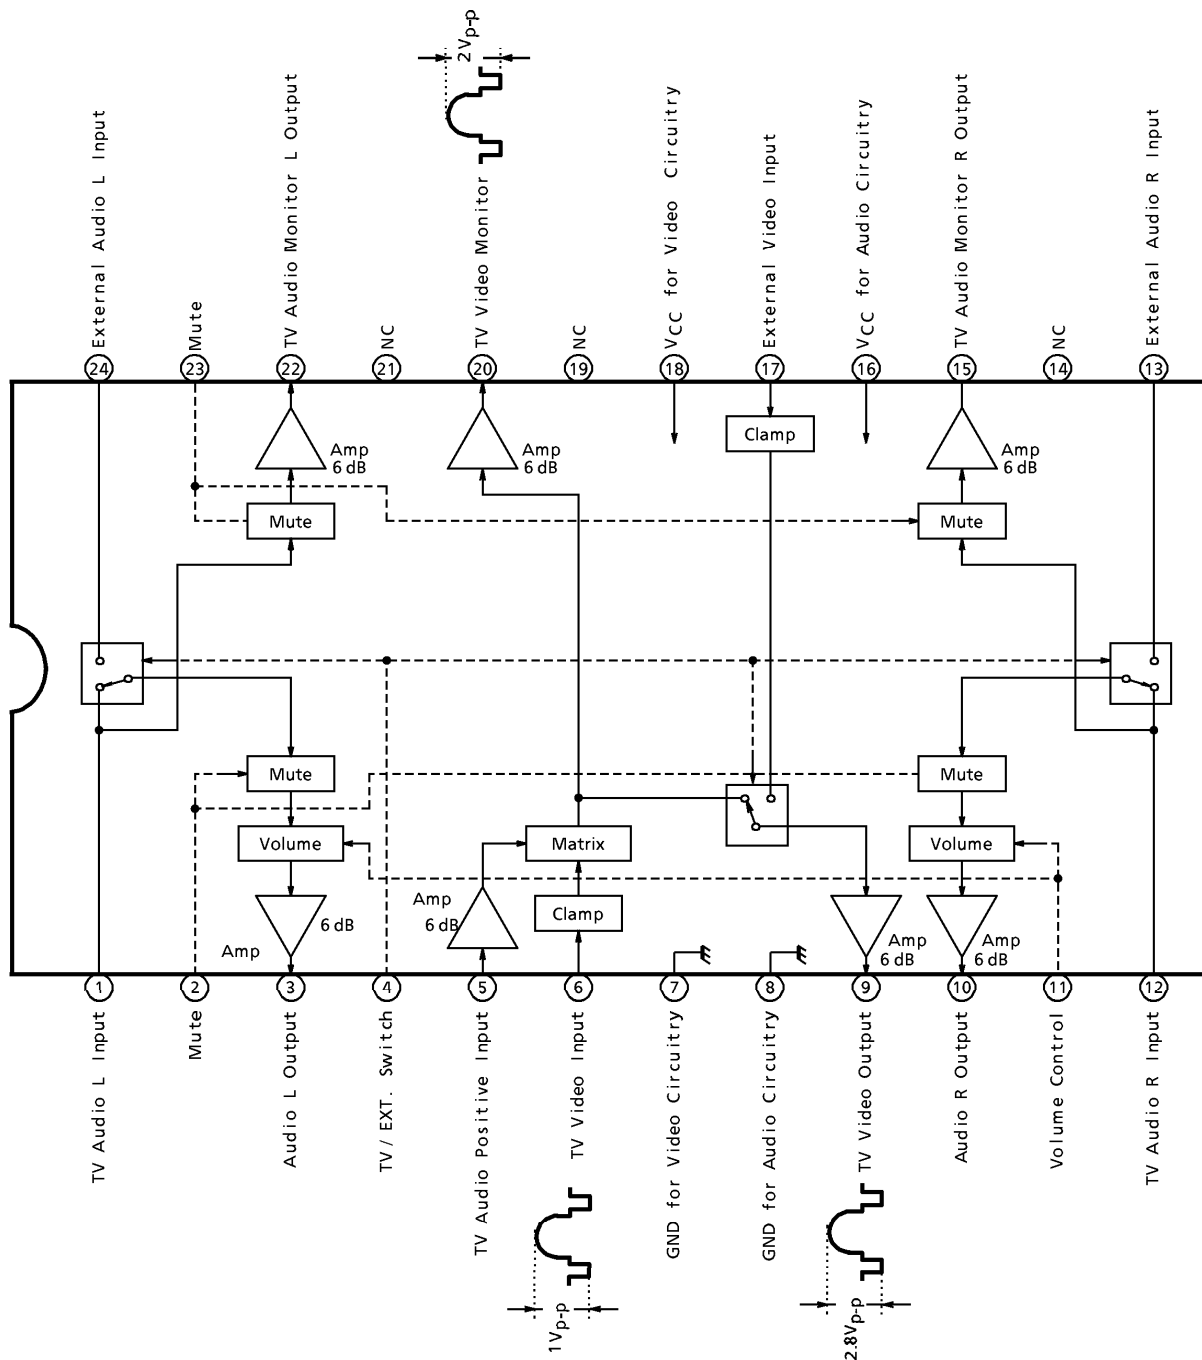 2Vp-p
External Audio L Input
Mute
TV Audio Monitor L Output
NC
TV Video Monitor
NC
VCC for Video Circuitry
External Video Input
VCC for Audio Circuitry
TV Audio Monitor R Output
NC
External Audio R Input
24
23
22
21
20
19
18
17
16
15
14
13
Amp
6 dB
Amp
6 dB
Clamp
Amp
6 dB
Mute
Mute
Mute
Mute
Volume
Matrix
Volume
Amp
6 dB
Clamp
6 dB
Amp
Amp
6 dB
Amp
6 dB
1
2
3
4
5
6
7
8
9
10
11
12
TV Audio L Input
Mute
Audio L Output
TV / EXT. Switch
TV Audio Positive Input
TV Video Input
GND for Video Circuitry
GND for Audio Circuitry
TV Video Output
Audio R Output
Volume Control
TV Audio R Input
1Vp-p
2.8Vp-p